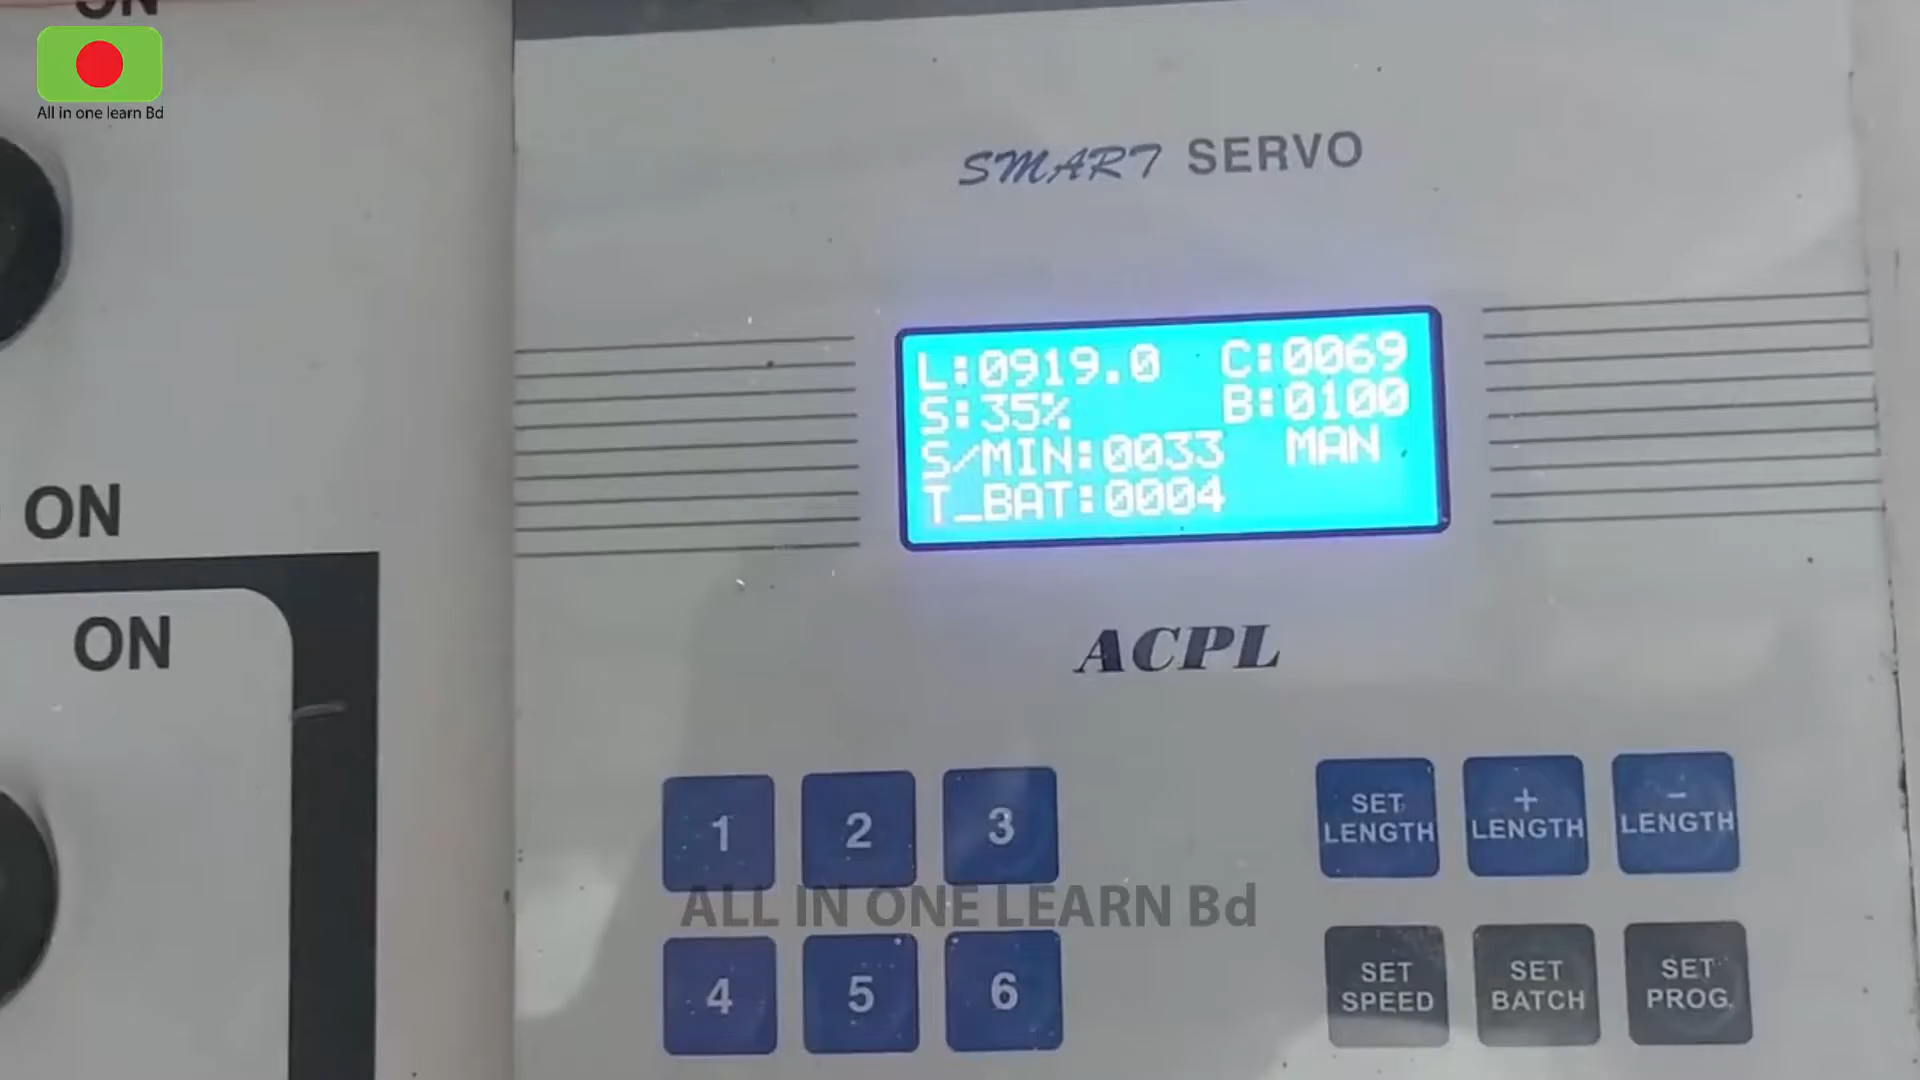 ON
All in one learn Bd
SMART SERVO
L:0919.0 C:0069
S:35% B:0100
S/MIN:0033 MAN
T_BAT:0004
ON
ON
ACPL
1 2 3
SET LENGTH
+ LENGTH
- LENGTH
ALL IN ONE LEARN Bd
4 5 6
SET SPEED
SET BATCH
SET PROG.